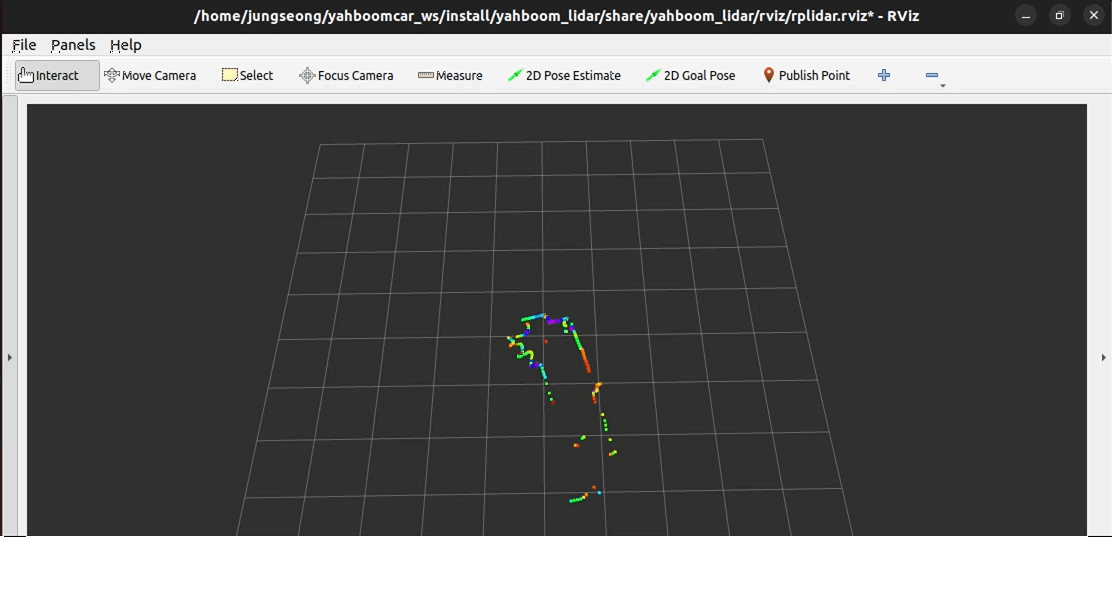 /home/jungseong/yahboomcar_ws/install/yahboom_lidar/share/yahboom_lidar/rviz/rplidar.rviz* - RViz
File Panels Help
Interact Move Camera Select Focus Camera Measure 2D Pose Estimate 2D Goal Pose Publish Point